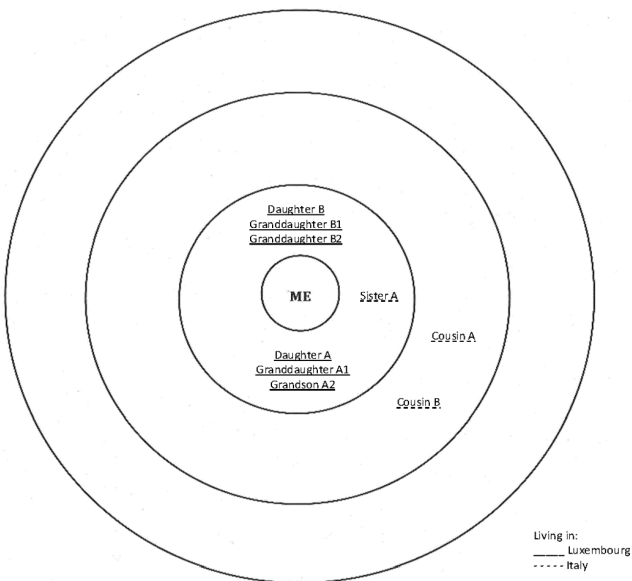 Daughter B
Granddaughter B1
Granddaughter B2
ME
Sister A
Cousin A
Daughter A
Granddaughter A1
Grandson A2
Cousin B
Living in:
_____ Luxembourg
----- Italy